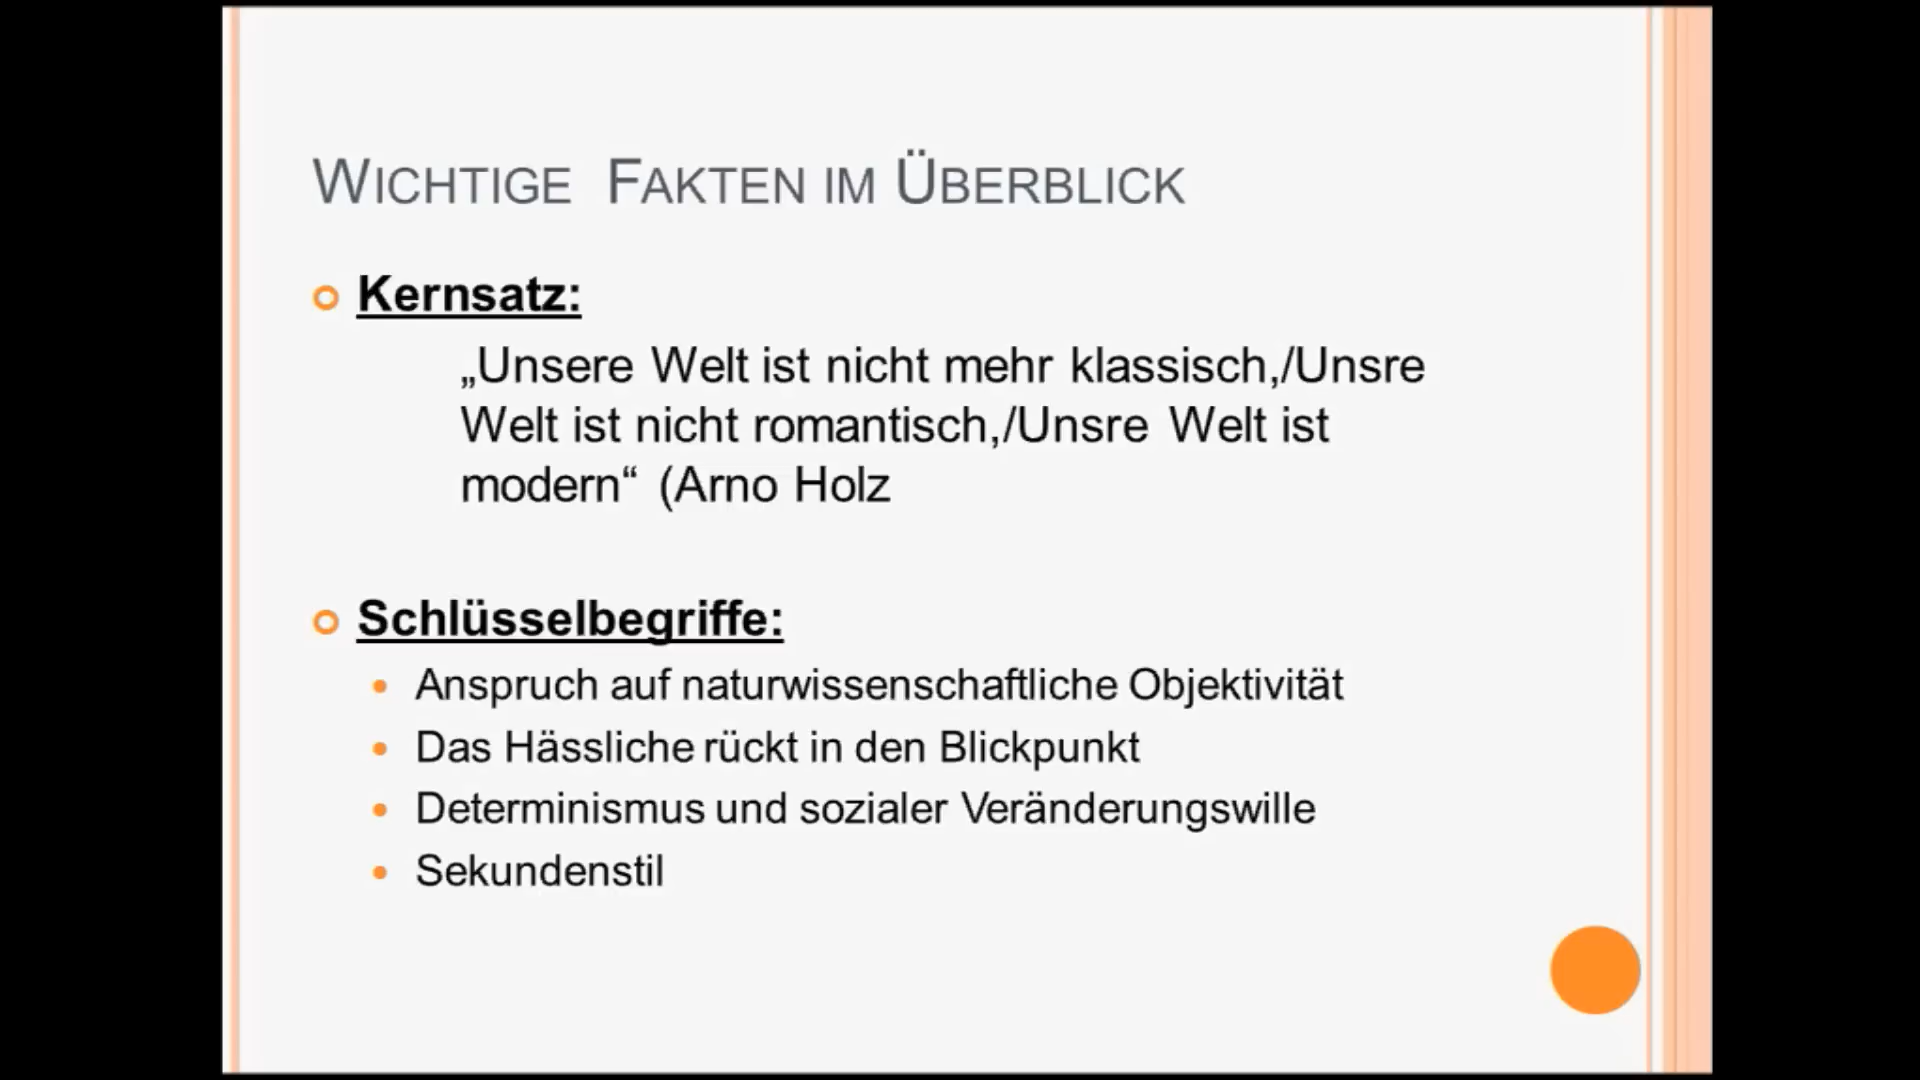 Wichtige Fakten im Überblick
Kernsatz:
„Unsere Welt ist nicht mehr klassisch,/Unsre
Welt ist nicht romantisch,/Unsre Welt ist
modern“ (Arno Holz
Schlüsselbegriffe:
Anspruch auf naturwissenschaftliche Objektivität
Das Hässliche rückt in den Blickpunkt
Determinismus und sozialer Veränderungswille
Sekundenstil